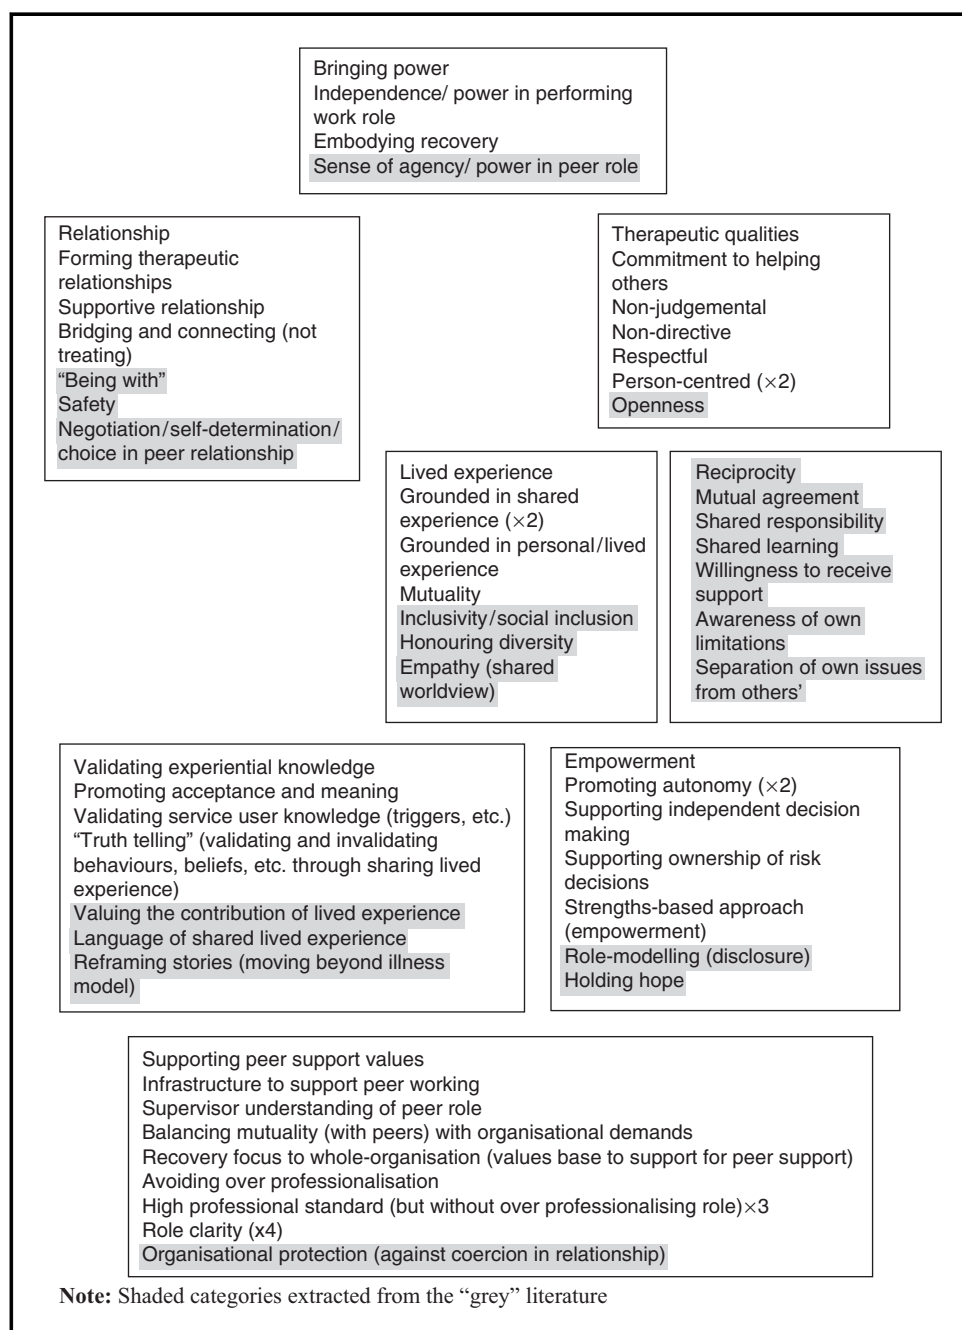 Bringing power
Independence/ power in performing
work role
Embodying recovery
Sense of agency/ power in peer role
Relationship
Forming therapeutic
relationships
Supportive relationship
Bridging and connecting (not
treating)
“Being with”
Safety
Negotiation/self-determination/
choice in peer relationship
Therapeutic qualities
Commitment to helping
others
Non-judgemental
Non-directive
Respectful
Person-centred (×2)
Openness
Lived experience
Grounded in shared
experience (×2)
Grounded in personal/lived
experience
Mutuality
Inclusivity/social inclusion
Honouring diversity
Empathy (shared
worldview)
Reciprocity
Mutual agreement
Shared responsibility
Shared learning
Willingness to receive
support
Awareness of own
limitations
Separation of own issues
from others’
Validating experiential knowledge
Promoting acceptance and meaning
Validating service user knowledge (triggers, etc.)
“Truth telling” (validating and invalidating
behaviours, beliefs, etc. through sharing lived
experience)
Valuing the contribution of lived experience
Language of shared lived experience
Reframing stories (moving beyond illness
model)
Empowerment
Promoting autonomy (×2)
Supporting independent decision
making
Supporting ownership of risk
decisions
Strengths-based approach
(empowerment)
Role-modelling (disclosure)
Holding hope
Supporting peer support values
Infrastructure to support peer working
Supervisor understanding of peer role
Balancing mutuality (with peers) with organisational demands
Recovery focus to whole-organisation (values base to support for peer support)
Avoiding over professionalisation
High professional standard (but without over professionalising role)×3
Role clarity (x4)
Organisational protection (against coercion in relationship)
Note: Shaded categories extracted from the “grey” literature